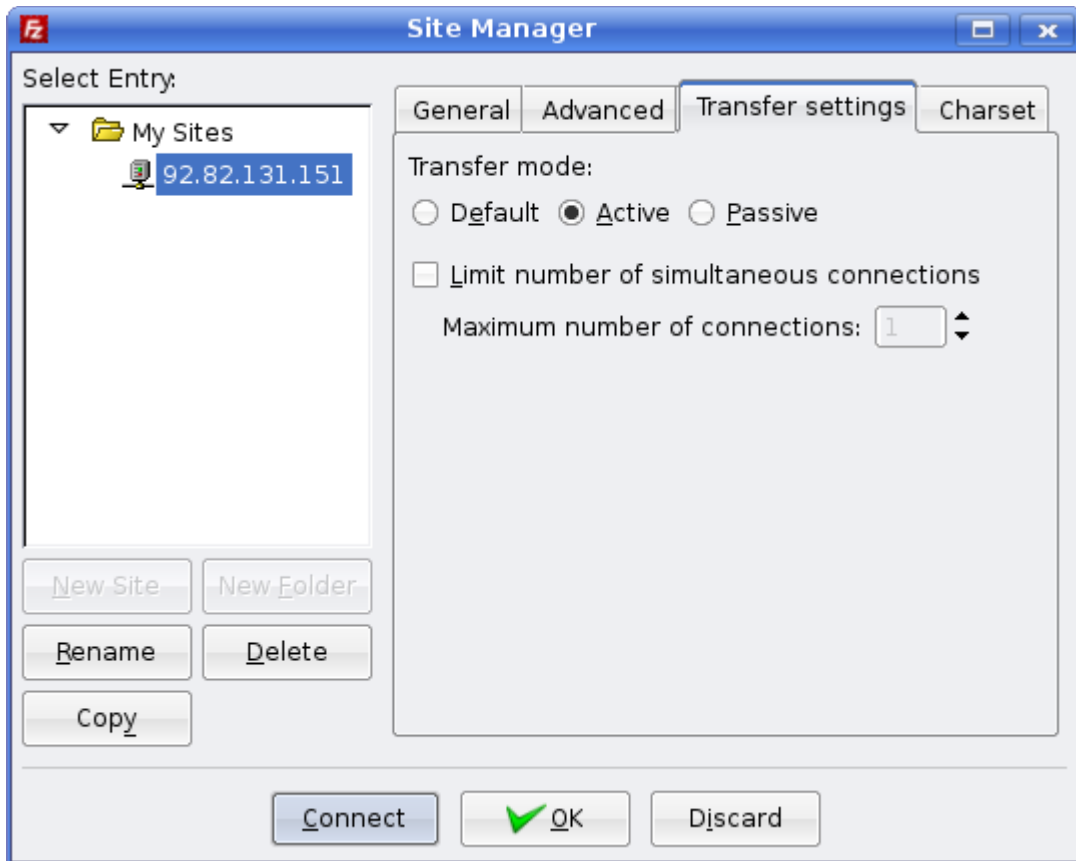 Fz
Site Manager
Select Entry:
My Sites
92.82.131.151
New Site
New Folder
Rename
Delete
Copy
General
Advanced
Transfer settings
Charset
Transfer mode:
Default
Active
Passive
Limit number of simultaneous connections
Maximum number of connections: 1
Connect
OK
Discard